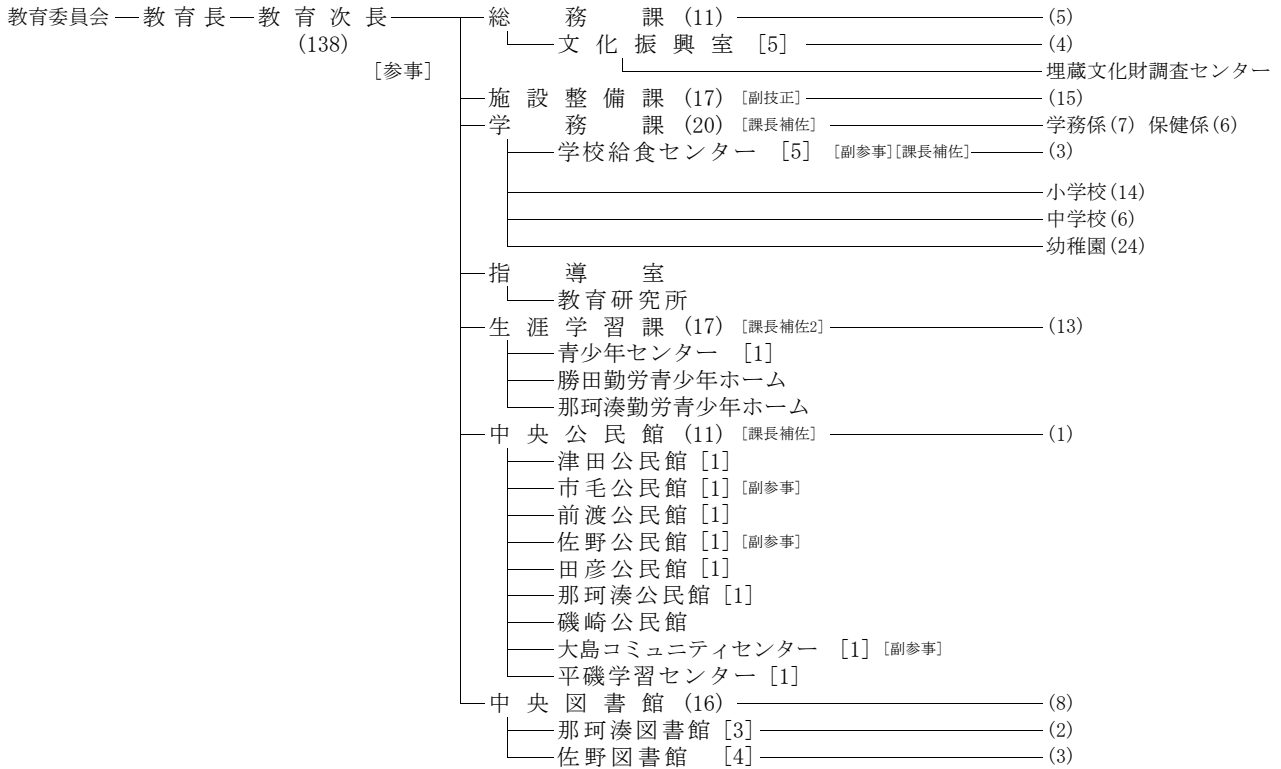 教育委員会 教育長 教育次長 総務課 (11) (5)
(138) 文化振興室 [5] (4)
[参事] 埋蔵文化財調査センター
施設整備課 (17) [副技正] (15)
学務課 (20) [課長補佐] 学務係(7) 保健係(6)
学校給食センター [5] [副参事][課長補佐] (3)
小学校(14)
中学校(6)
幼稚園(24)
指導室
教育研究所
生涯学習課 (17) [課長補佐2] (13)
青少年センター [1]
勝田勤労青少年ホーム
那珂湊勤労青少年ホーム
中央公民館 (11) [課長補佐] (1)
津田公民館 [1]
市毛公民館 [1] [副参事]
前渡公民館 [1]
佐野公民館 [1] [副参事]
田彦公民館 [1]
那珂湊公民館 [1]
磯崎公民館
大島コミュニティセンター [1] [副参事]
平磯学習センター [1]
中央図書館 (16) (8)
那珂湊図書館 [3] (2)
佐野図書館 [4] (3)